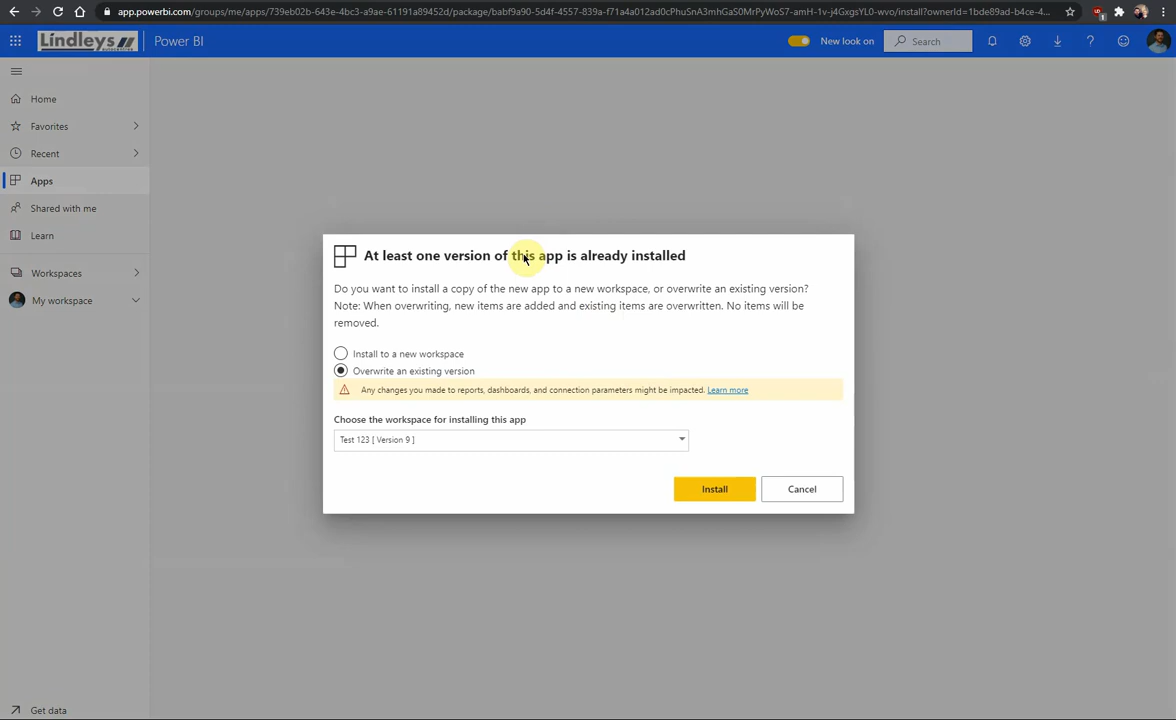 app.powerbi.com/groups/me/apps/739eb02b-643e-4bc3-a9ae-61191a89452d/package/babf9a90-5d4f-4557-839a-f71a4a012ad0cPhuSnA3mhGaS0MrPyWoS7-amH-1v-j4GxgsYL0-wvo/install?ownerId=1bde89ad-b4ce-4...
Lindleys
Power BI
New look on
Search
Home
Favorites
Recent
Apps
Shared with me
Learn
Workspaces
My workspace
Get data
At least one version of this app is already installed
Do you want to install a copy of the new app to a new workspace, or overwrite an existing version?
Note: When overwriting, new items are added and existing items are overwritten. No items will be
removed.
Install to a new workspace
Overwrite an existing version
Any changes you made to reports, dashboards, and connection parameters might be impacted. Learn more
Choose the workspace for installing this app
Test 123 [ Version 9 ]
Install
Cancel